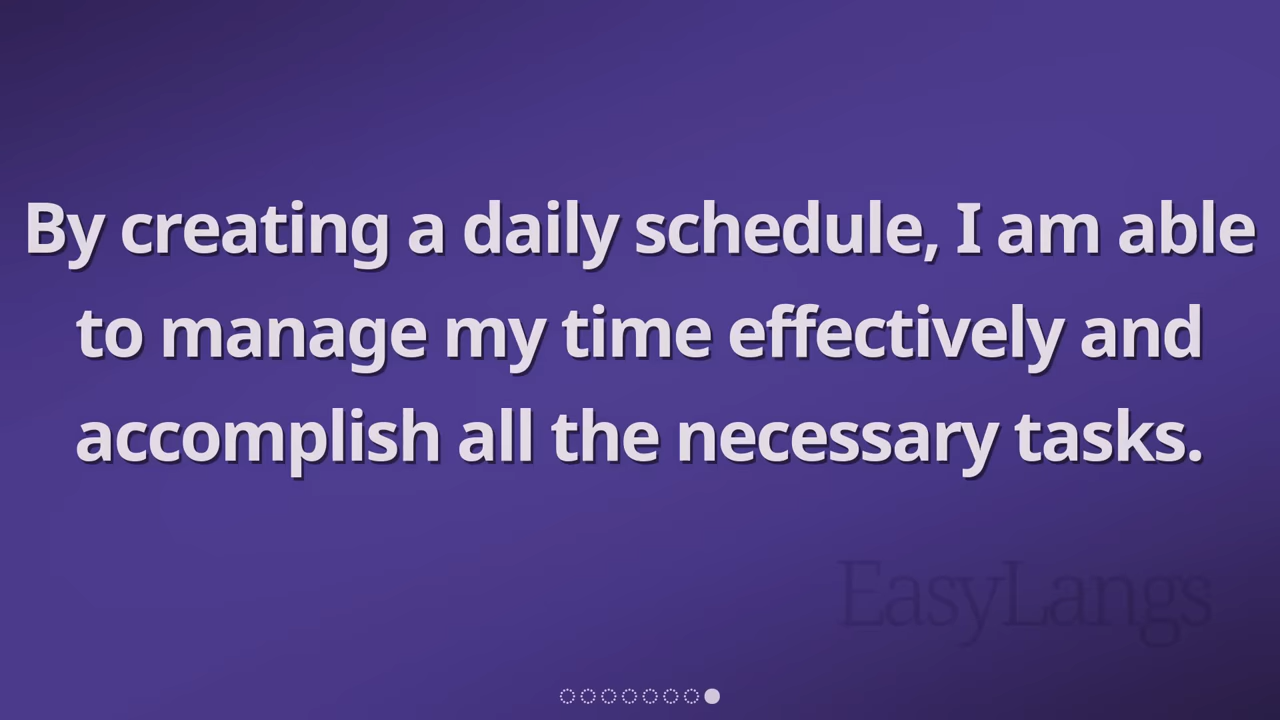 By creating a daily schedule, I am able
to manage my time effectively and
accomplish all the necessary tasks.
EasyLangs